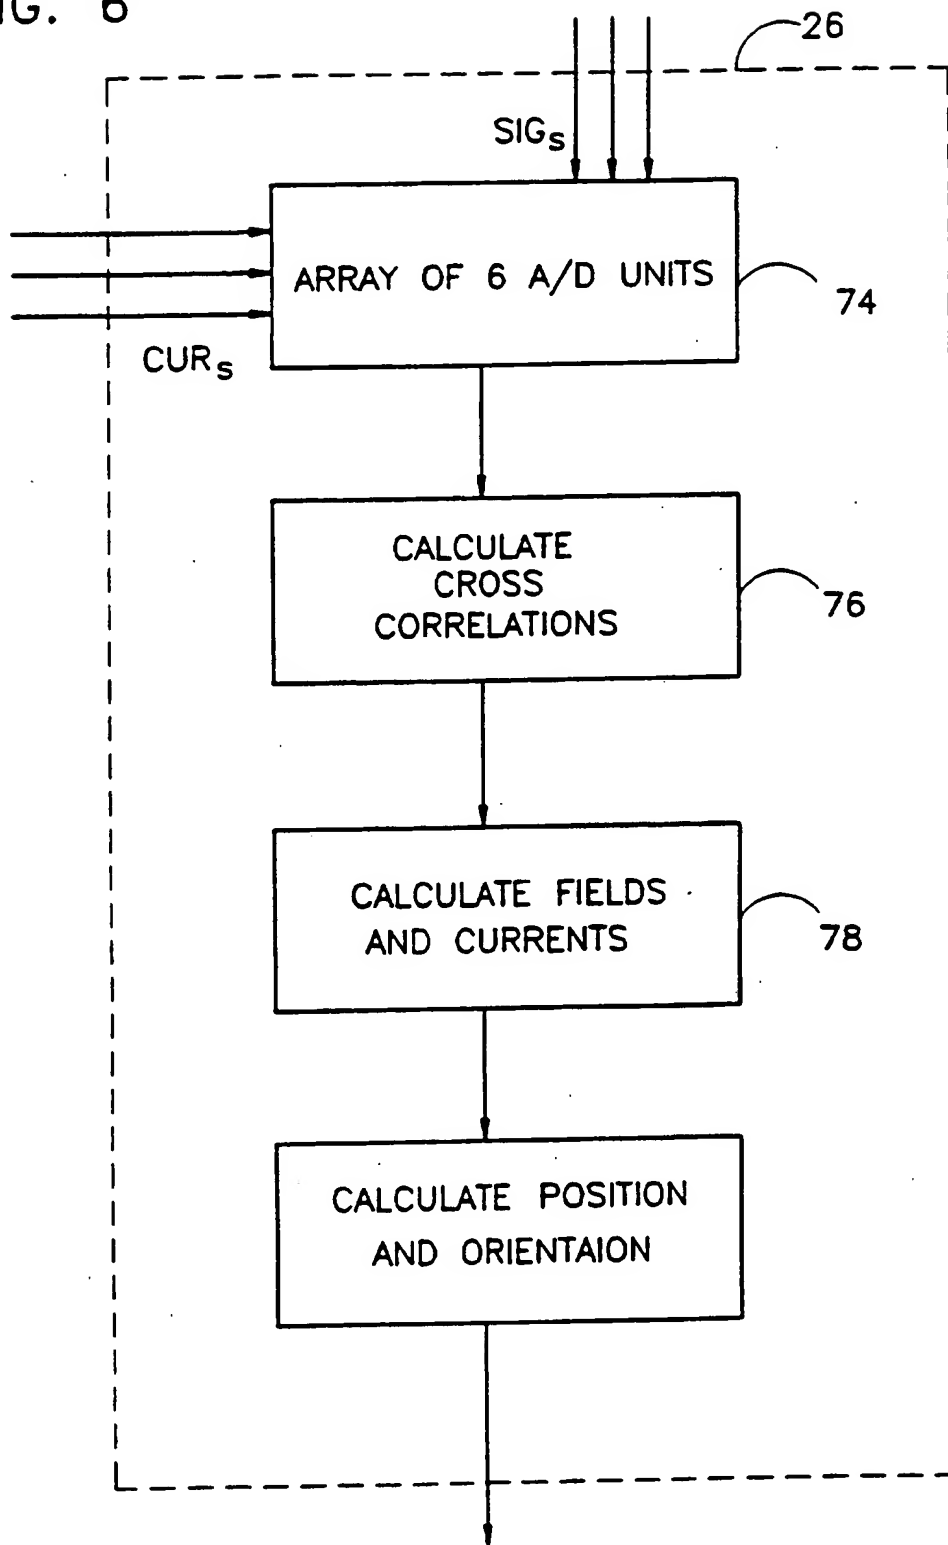 IG. 6
26
SIGs
ARRAY OF 6 A/D UNITS
74
CURs
CALCULATE
CROSS
CORRELATIONS
76
CALCULATE FIELDS
AND CURRENTS
78
CALCULATE POSITION
AND ORIENTAION